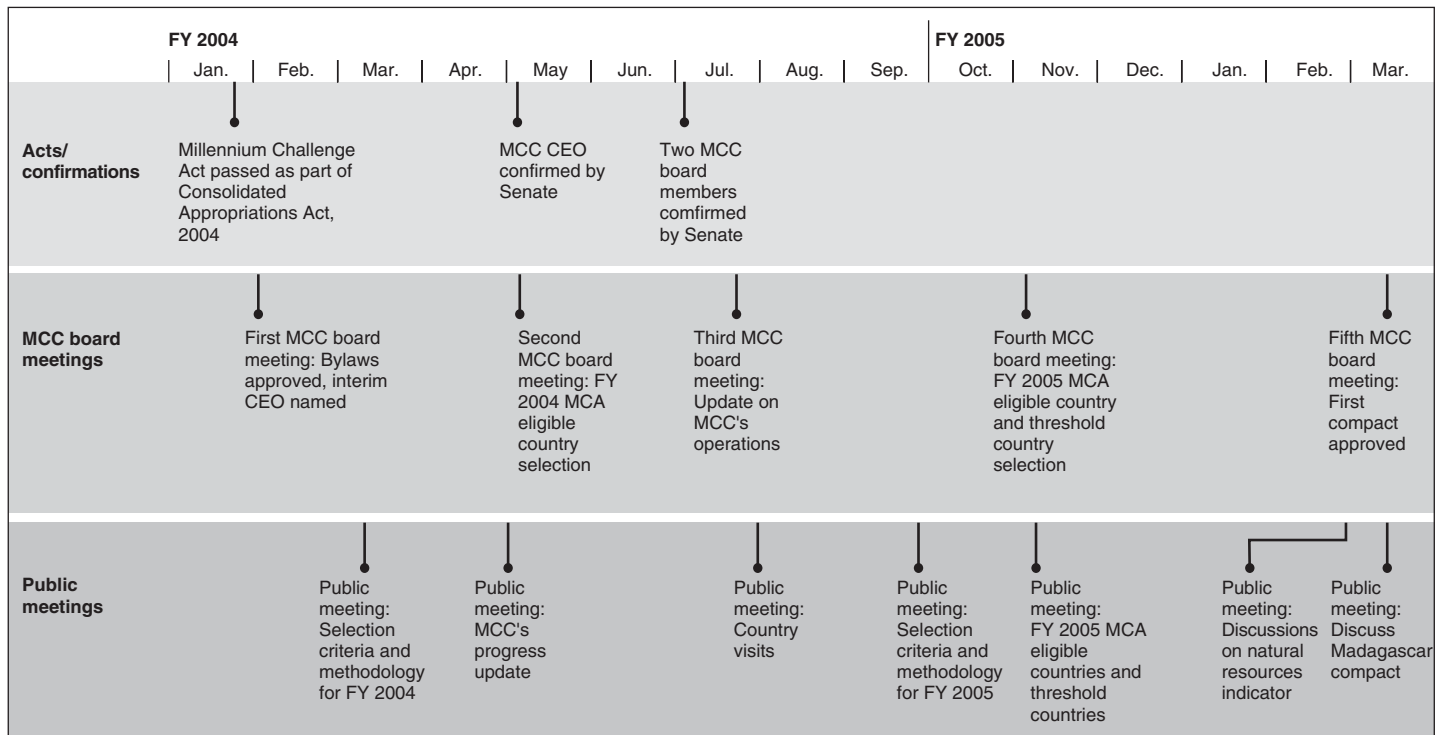 FY 2004
FY 2005
Jan.
Feb.
Mar.
Apr.
May
Jun.
Jul.
Aug.
Sep.
Oct.
Nov.
Dec.
Jan.
Feb.
Mar.
Acts/
confirmations
Millennium Challenge
Act passed as part of
Consolidated
Appropriations Act,
2004
MCC CEO
confirmed by
Senate
Two MCC
board
members
comfirmed
by Senate
MCC board
meetings
First MCC board
meeting: Bylaws
approved, interim
CEO named
Second
MCC board
meeting: FY
2004 MCA
eligible
country
selection
Third MCC
board
meeting:
Update on
MCC's
operations
Fourth MCC
board meeting:
FY 2005 MCA
eligible country
and threshold
country
selection
Fifth MCC
board
meeting:
First
compact
approved
Public
meetings
Public
meeting:
Selection
criteria and
methodology
for FY 2004
Public
meeting:
MCC's
progress
update
Public
meeting:
Country
visits
Public
meeting:
Selection
criteria and
methodology
for FY 2005
Public
meeting:
FY 2005 MCA
eligible
countries and
threshold
countries
Public
meeting:
Discussions
on natural
resources
indicator
Public
meeting:
Discuss
Madagascar
compact